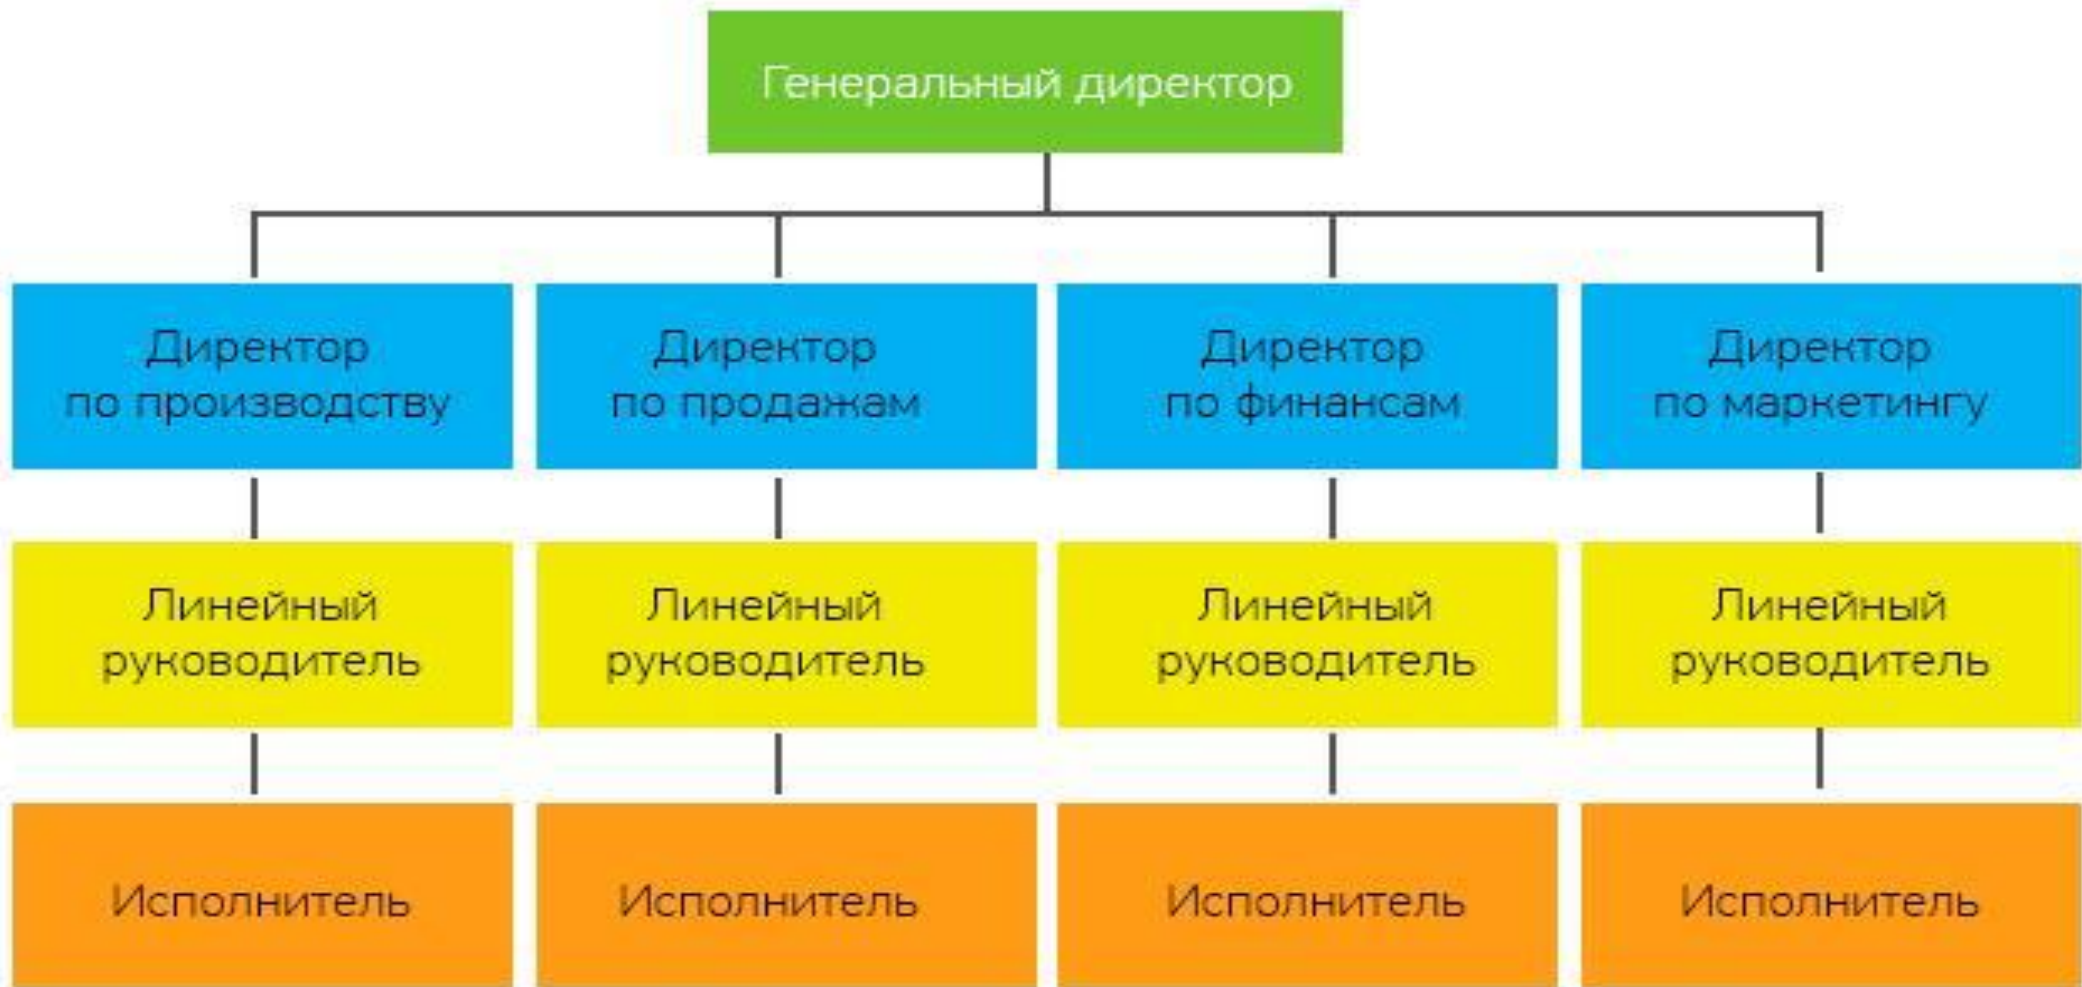 Генеральный директор
Директор
по производству
Директор
по продажам
Директор
по финансам
Директор
по маркетингу
Линейный
руководитель
Линейный
руководитель
Линейный
руководитель
Линейный
руководитель
Исполнитель
Исполнитель
Исполнитель
Исполнитель